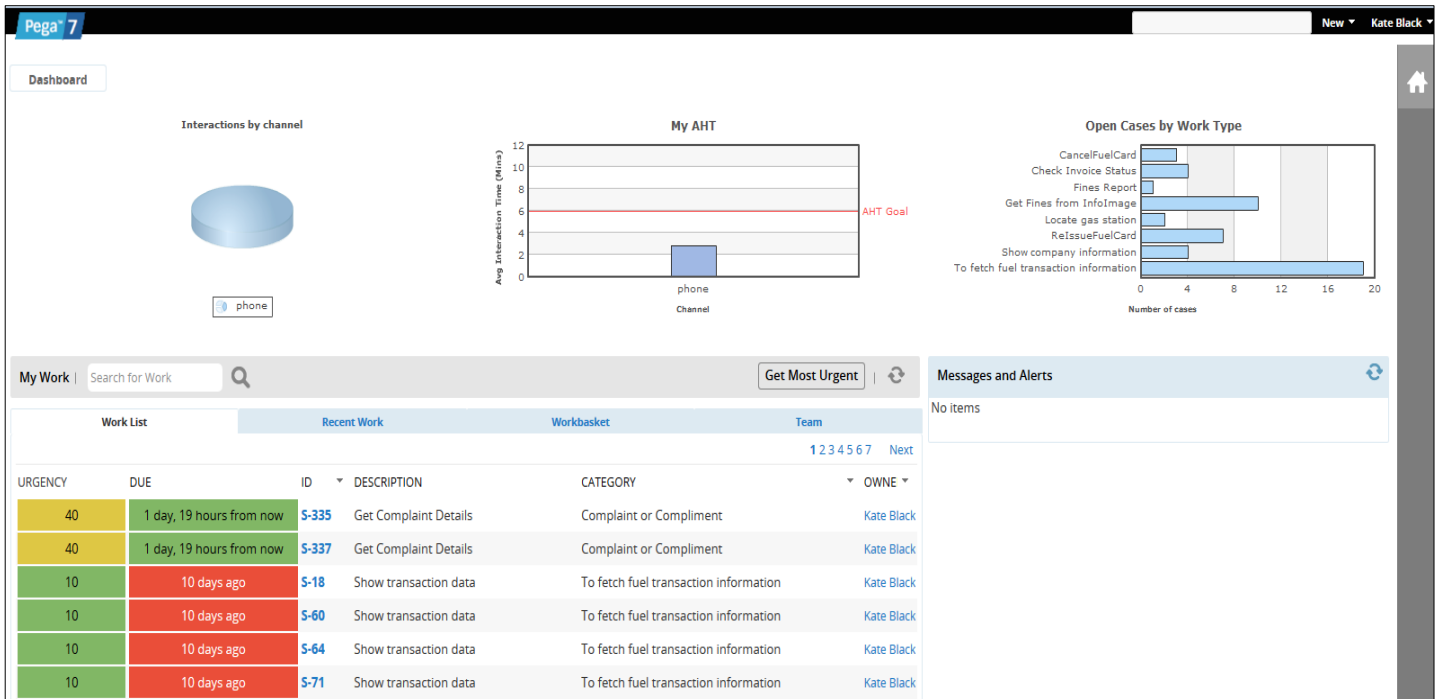 Pega™ 7
New
Kate Black
Dashboard
Interactions by channel
phone
My AHT
Avg Interaction Time (Mins)
12
10
8
6
4
2
0
AHT Goal
phone
Channel
Open Cases by Work Type
CancelFuelCard
Check Invoice Status
Fines Report
Get Fines from InfoImage
Locate gas station
ReIssueFuelCard
Show company information
To fetch fuel transaction information
0 4 8 12 16 20
Number of cases
My Work | Search for Work
Get Most Urgent |
Messages and Alerts
No items
Work List Recent Work Workbasket Team
1 2 3 4 5 6 7 Next
URGENCY DUE ID DESCRIPTION CATEGORY OWNE
40 1 day, 19 hours from now S-335 Get Complaint Details Complaint or Compliment Kate Black
40 1 day, 19 hours from now S-337 Get Complaint Details Complaint or Compliment Kate Black
10 10 days ago S-18 Show transaction data To fetch fuel transaction information Kate Black
10 10 days ago S-60 Show transaction data To fetch fuel transaction information Kate Black
10 10 days ago S-64 Show transaction data To fetch fuel transaction information Kate Black
10 10 days ago S-71 Show transaction data To fetch fuel transaction information Kate Black